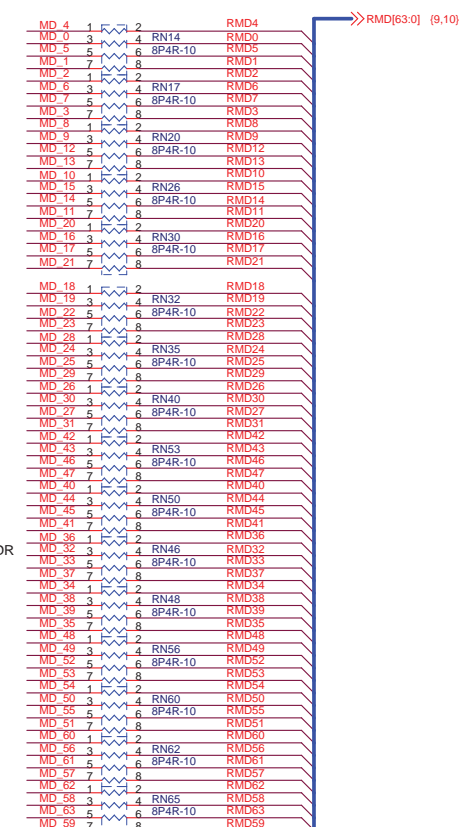 RMD[63:0] {9,10}
MD_4 1 2 RMD4
MD_0 3 4 RN14 RMD0
MD_5 5 6 8P4R-10 RMD5
MD_1 7 8 RMD1
MD_2 1 2 RMD2
MD_6 3 4 RN17 RMD6
MD_7 5 6 8P4R-10 RMD7
MD_3 7 8 RMD3
MD_8 1 2 RMD8
MD_9 3 4 RN20 RMD9
MD_12 5 6 8P4R-10 RMD12
MD_13 7 8 RMD13
MD_10 1 2 RMD10
MD_15 3 4 RN26 RMD15
MD_14 5 6 8P4R-10 RMD14
MD_11 7 8 RMD11
MD_20 1 2 RMD20
MD_16 3 4 RN30 RMD16
MD_17 5 6 8P4R-10 RMD17
MD_21 7 8 RMD21
MD_18 1 2 RMD18
MD_19 3 4 RN32 RMD19
MD_22 5 6 8P4R-10 RMD22
MD_23 7 8 RMD23
MD_28 1 2 RMD28
MD_24 3 4 RN35 RMD24
MD_25 5 6 8P4R-10 RMD25
MD_29 7 8 RMD29
MD_26 1 2 RMD26
MD_30 3 4 RN40 RMD30
MD_27 5 6 8P4R-10 RMD27
MD_31 7 8 RMD31
MD_42 1 2 RMD42
MD_43 3 4 RN53 RMD43
MD_46 5 6 8P4R-10 RMD46
MD_47 7 8 RMD47
MD_40 1 2 RMD40
MD_44 3 4 RN50 RMD44
MD_45 5 6 8P4R-10 RMD45
MD_41 7 8 RMD41
MD_36 1 2 RMD36
OR MD_32 3 4 RN46 RMD32
MD_33 5 6 8P4R-10 RMD33
MD_37 7 8 RMD37
MD_34 1 2 RMD34
MD_38 3 4 RN48 RMD38
MD_39 5 6 8P4R-10 RMD39
MD_35 7 8 RMD35
MD_48 1 2 RMD48
MD_49 3 4 RN56 RMD49
MD_52 5 6 8P4R-10 RMD52
MD_53 7 8 RMD53
MD_54 1 2 RMD54
MD_50 3 4 RN60 RMD50
MD_55 5 6 8P4R-10 RMD55
MD_51 7 8 RMD51
MD_60 1 2 RMD60
MD_56 3 4 RN62 RMD56
MD_61 5 6 8P4R-10 RMD61
MD_57 7 8 RMD57
MD_62 1 2 RMD62
MD_58 3 4 RN65 RMD58
MD_63 5 6 8P4R-10 RMD63
MD_59 7 8 RMD59